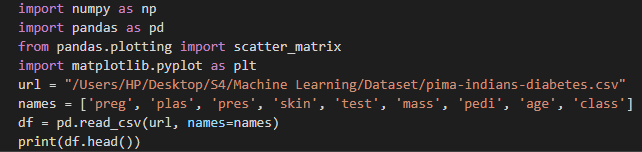 import numpy as np
import pandas as pd
from pandas.plotting import scatter_matrix
import matplotlib.pyplot as plt
url = "/Users/HP/Desktop/S4/Machine Learning/Dataset/pima-indians-diabetes.csv"
names = ['preg', 'plas', 'pres', 'skin', 'test', 'mass', 'pedi', 'age', 'class']
df = pd.read_csv(url, names=names)
print(df.head())